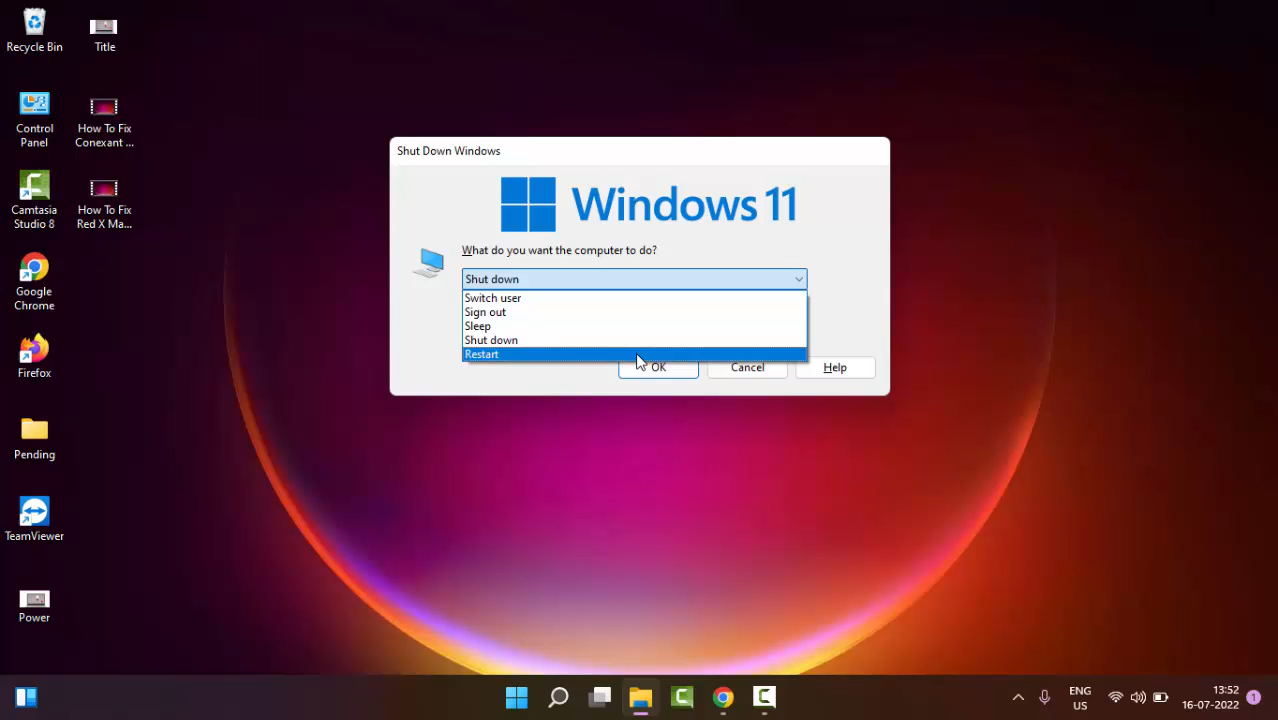 Recycle Bin
Title
Control
Panel
How To Fix
Conexant ...
Camtasia
Studio 8
How To Fix
Red X Ma...
Google
Chrome
Firefox
Pending
TeamViewer
Power
Shut Down Windows
Windows 11
What do you want the computer to do?
Shut down
Switch user
Sign out
Sleep
Shut down
Restart
OK
Cancel
Help
ENG
US
13:52
16-07-2022
1